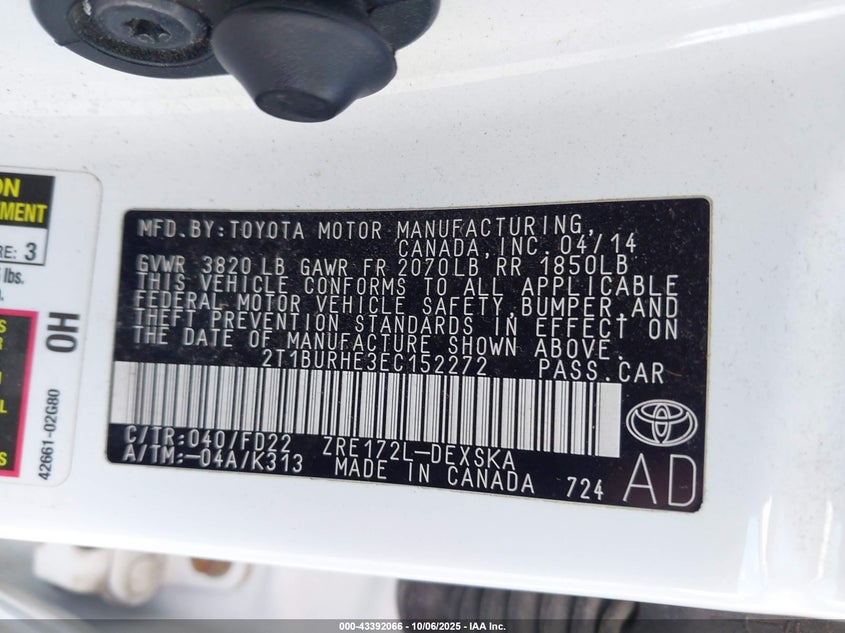 ON
EMENT
RE: 3
lbs.
OH
42661-02G80
MFD.BY:TOYOTA MOTOR MANUFACTURING,
CANADA,INC. 04/14
GVWR 3820 LB GAWR FR 2070LB RR 1850LB
THIS VEHICLE CONFORMS TO ALL APPLICABLE
FEDERAL MOTOR VEHICLE SAFETY,BUMPER,AND
THEFT PREVENTION STANDARDS IN EFFECT ON
THE DATE OF MANUFACTURE SHOWN ABOVE.
2T1BURHE3EC152272 PASS.CAR
C/TR:040/FD22 ZRE172L-DEXSKA
A/TM:-04A/K313 MADE IN CANADA 724
AD
000-43392066 - 10/06/2025 - IAA Inc.